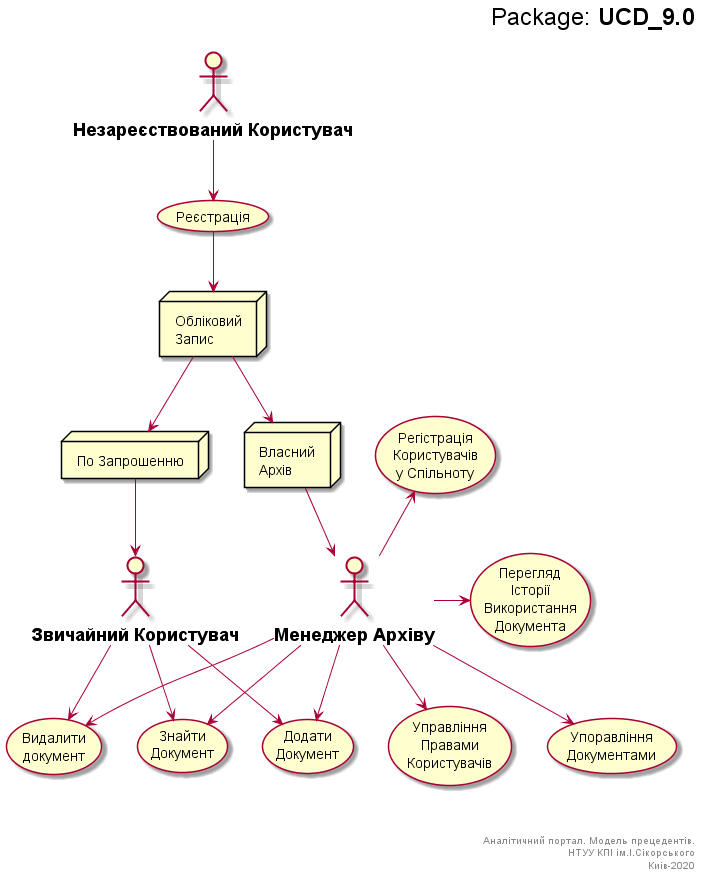 Package: UCD_9.0
Незареєствований Користувач
Реєстрація
Обліковий
Запис
По Запрошенню
Власний
Архів
Регістрація
Користувачів
у Спільноту
Звичайний Користувач
Менеджер Архіву
Перегляд
Історії
Використання
Документа
Видалити
документ
Знайти
Документ
Додати
Документ
Управління
Правами
Користувачів
Упоравління
Документами
Аналітичний портал. Модель прецедентів.
НТУУ КПІ ім.І.Сікорського
Киів-2020